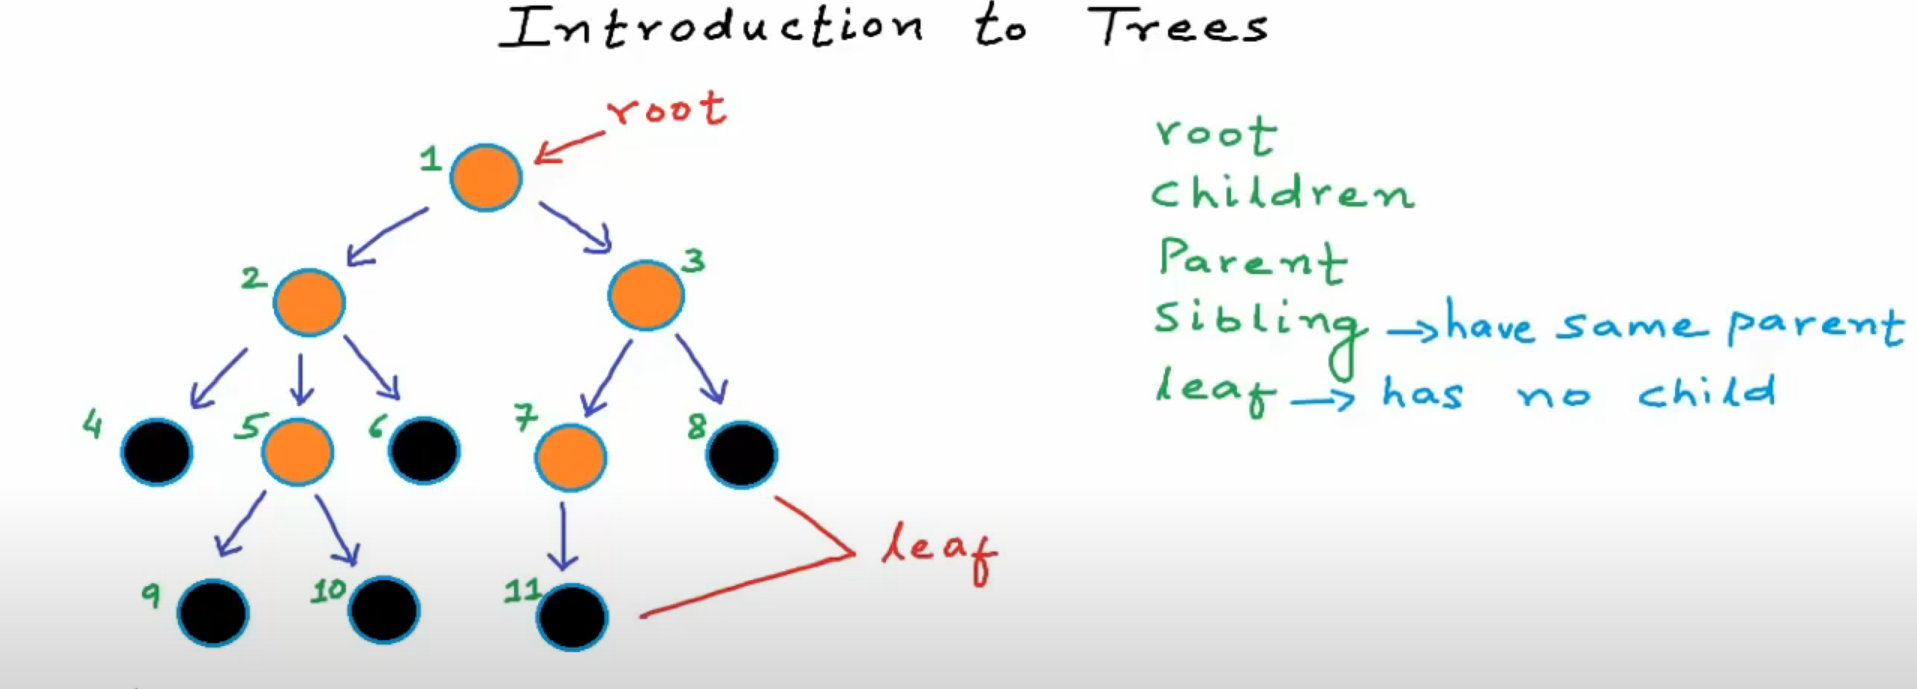 Introduction to Trees
root
1
2
3
4
5
6
7
8
9
10
11
leaf
root
Children
Parent
Sibling → have same parent
leaf → has no child